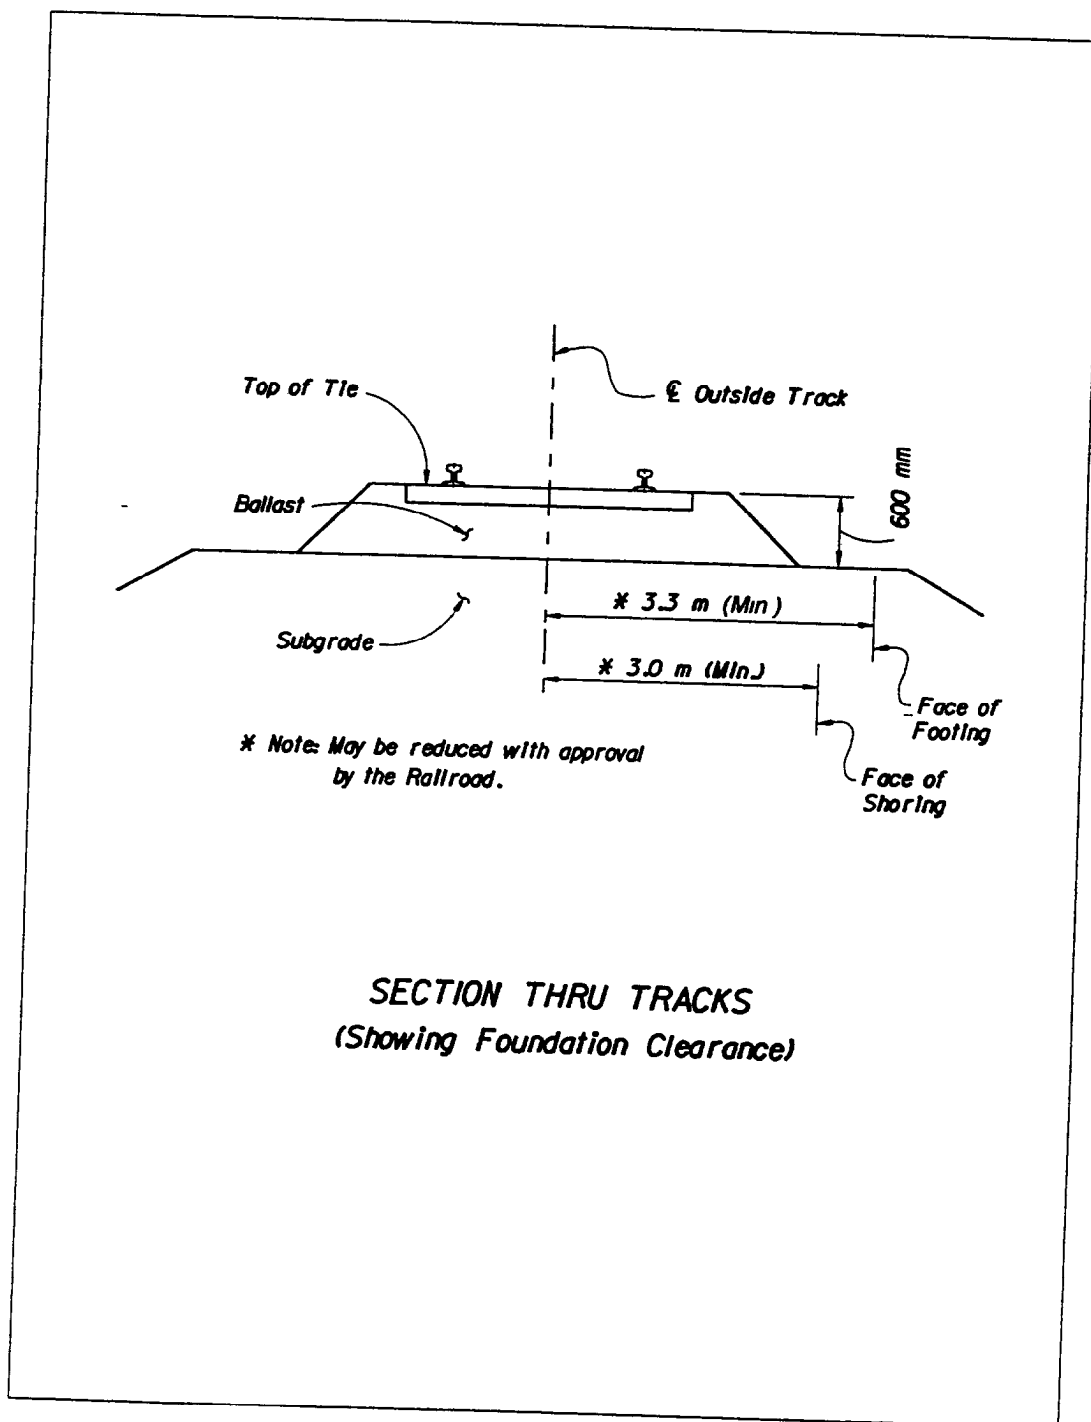 Top of Tie
℄ Outside Track
600 mm
Ballast
* 3.3 m (Min)
Subgrade
* 3.0 m (Min.)
Face of
Footing
* Note: May be reduced with approval
by the Railroad.
Face of
Shoring
SECTION THRU TRACKS
(Showing Foundation Clearance)